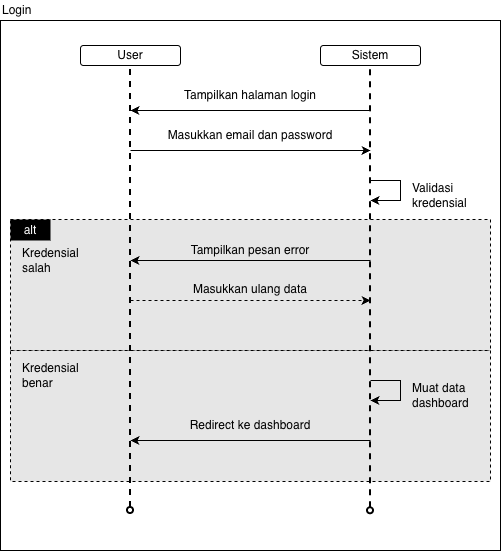 Login
User
Sistem
Tampilkan halaman login
Masukkan email dan password
Validasi
kredensial
alt
Kredensial
salah
Tampilkan pesan error
Masukkan ulang data
Kredensial
benar
Muat data
dashboard
Redirect ke dashboard